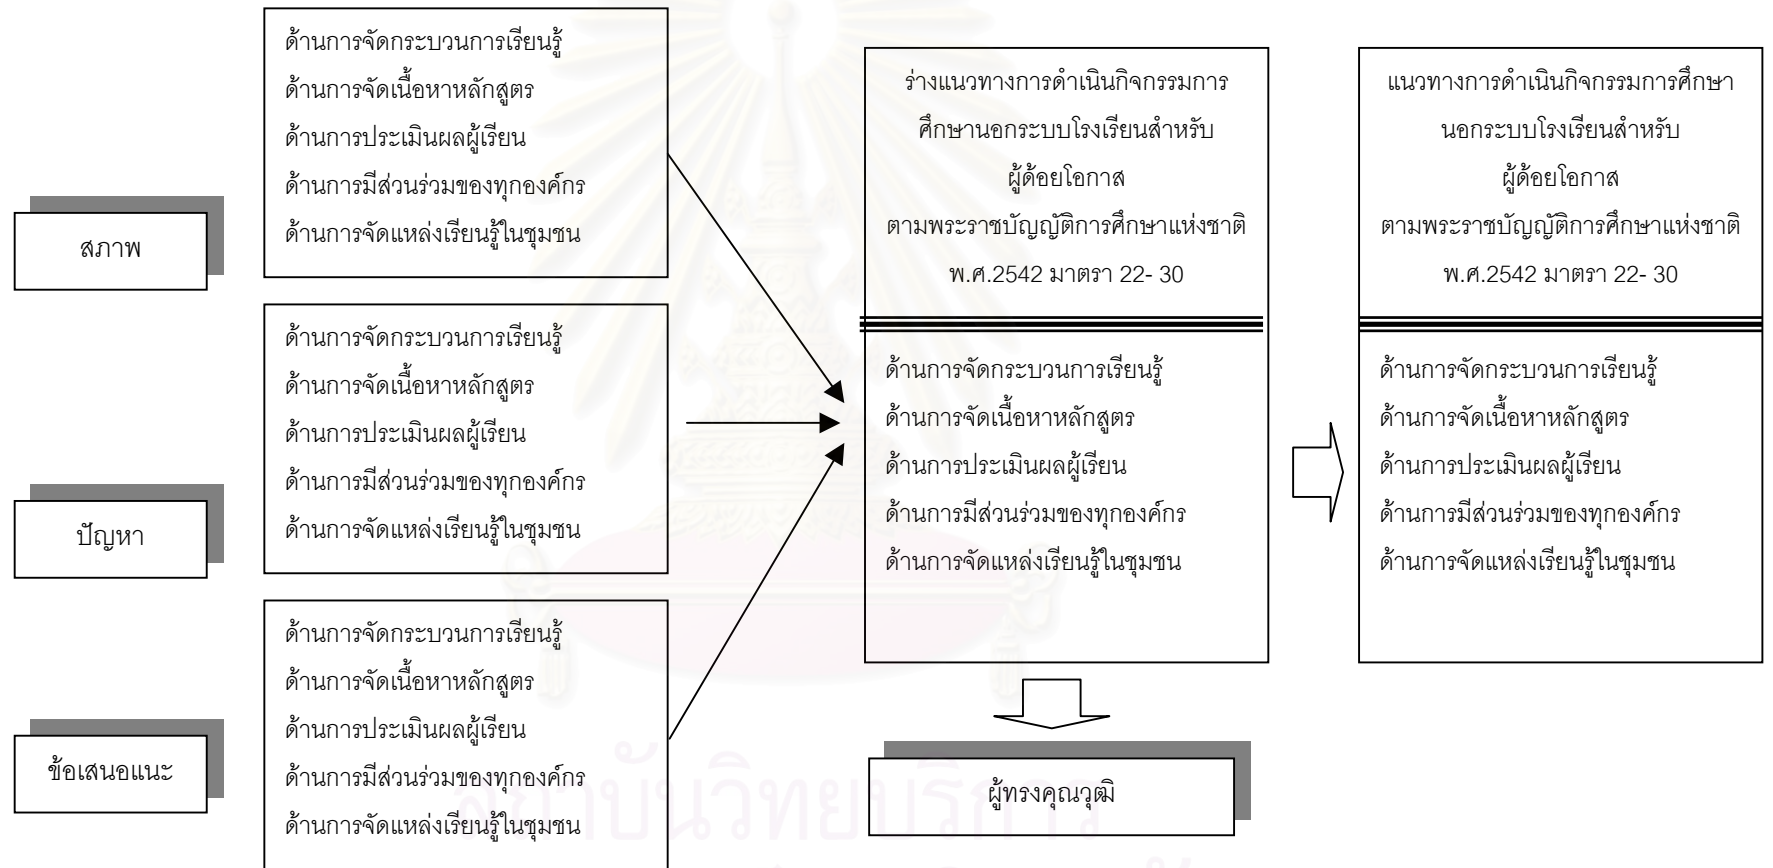 สภาพ
ด้านการจัดกระบวนการเรียนรู้
ด้านการจัดเนื้อหาหลักสูตร
ด้านการประเมินผลผู้เรียน
ด้านการมีส่วนร่วมของทุกองค์กร
ด้านการจัดแหล่งเรียนรู้ในชุมชน
ปัญหา
ด้านการจัดกระบวนการเรียนรู้
ด้านการจัดเนื้อหาหลักสูตร
ด้านการประเมินผลผู้เรียน
ด้านการมีส่วนร่วมของทุกองค์กร
ด้านการจัดแหล่งเรียนรู้ในชุมชน
ข้อเสนอแนะ
ด้านการจัดกระบวนการเรียนรู้
ด้านการจัดเนื้อหาหลักสูตร
ด้านการประเมินผลผู้เรียน
ด้านการมีส่วนร่วมของทุกองค์กร
ด้านการจัดแหล่งเรียนรู้ในชุมชน
ร่างแนวทางการดำเนินกิจกรรมการ
ศึกษานอกระบบโรงเรียนสำหรับ
ผู้ด้อยโอกาส
ตามพระราชบัญญัติการศึกษาแห่งชาติ
พ.ศ.2542 มาตรา 22- 30
ด้านการจัดกระบวนการเรียนรู้
ด้านการจัดเนื้อหาหลักสูตร
ด้านการประเมินผลผู้เรียน
ด้านการมีส่วนร่วมของทุกองค์กร
ด้านการจัดแหล่งเรียนรู้ในชุมชน
ผู้ทรงคุณวุฒิ
แนวทางการดำเนินกิจกรรมการศึกษา
นอกระบบโรงเรียนสำหรับ
ผู้ด้อยโอกาส
ตามพระราชบัญญัติการศึกษาแห่งชาติ
พ.ศ.2542 มาตรา 22- 30
ด้านการจัดกระบวนการเรียนรู้
ด้านการจัดเนื้อหาหลักสูตร
ด้านการประเมินผลผู้เรียน
ด้านการมีส่วนร่วมของทุกองค์กร
ด้านการจัดแหล่งเรียนรู้ในชุมชน
สถาบันวิทยบริการ